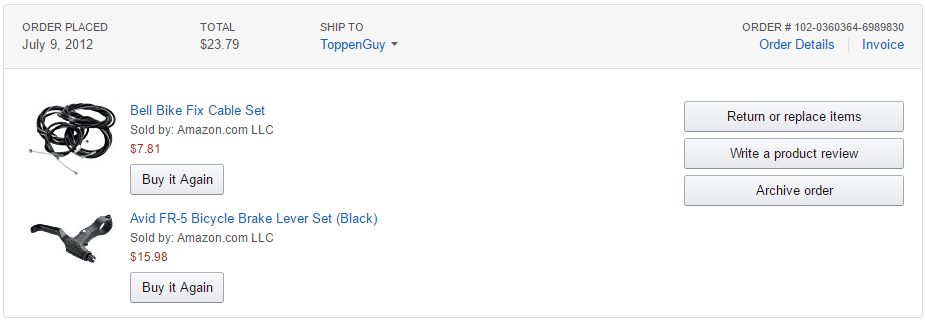 ORDER PLACED TOTAL SHIP TO ORDER # 102-0360364-6989830
July 9, 2012 $23.79 ToppenGuy Order Details Invoice
Bell Bike Fix Cable Set
Sold by: Amazon.com LLC
$7.81
Buy it Again
Avid FR-5 Bicycle Brake Lever Set (Black)
Sold by: Amazon.com LLC
$15.98
Buy it Again
Return or replace items
Write a product review
Archive order